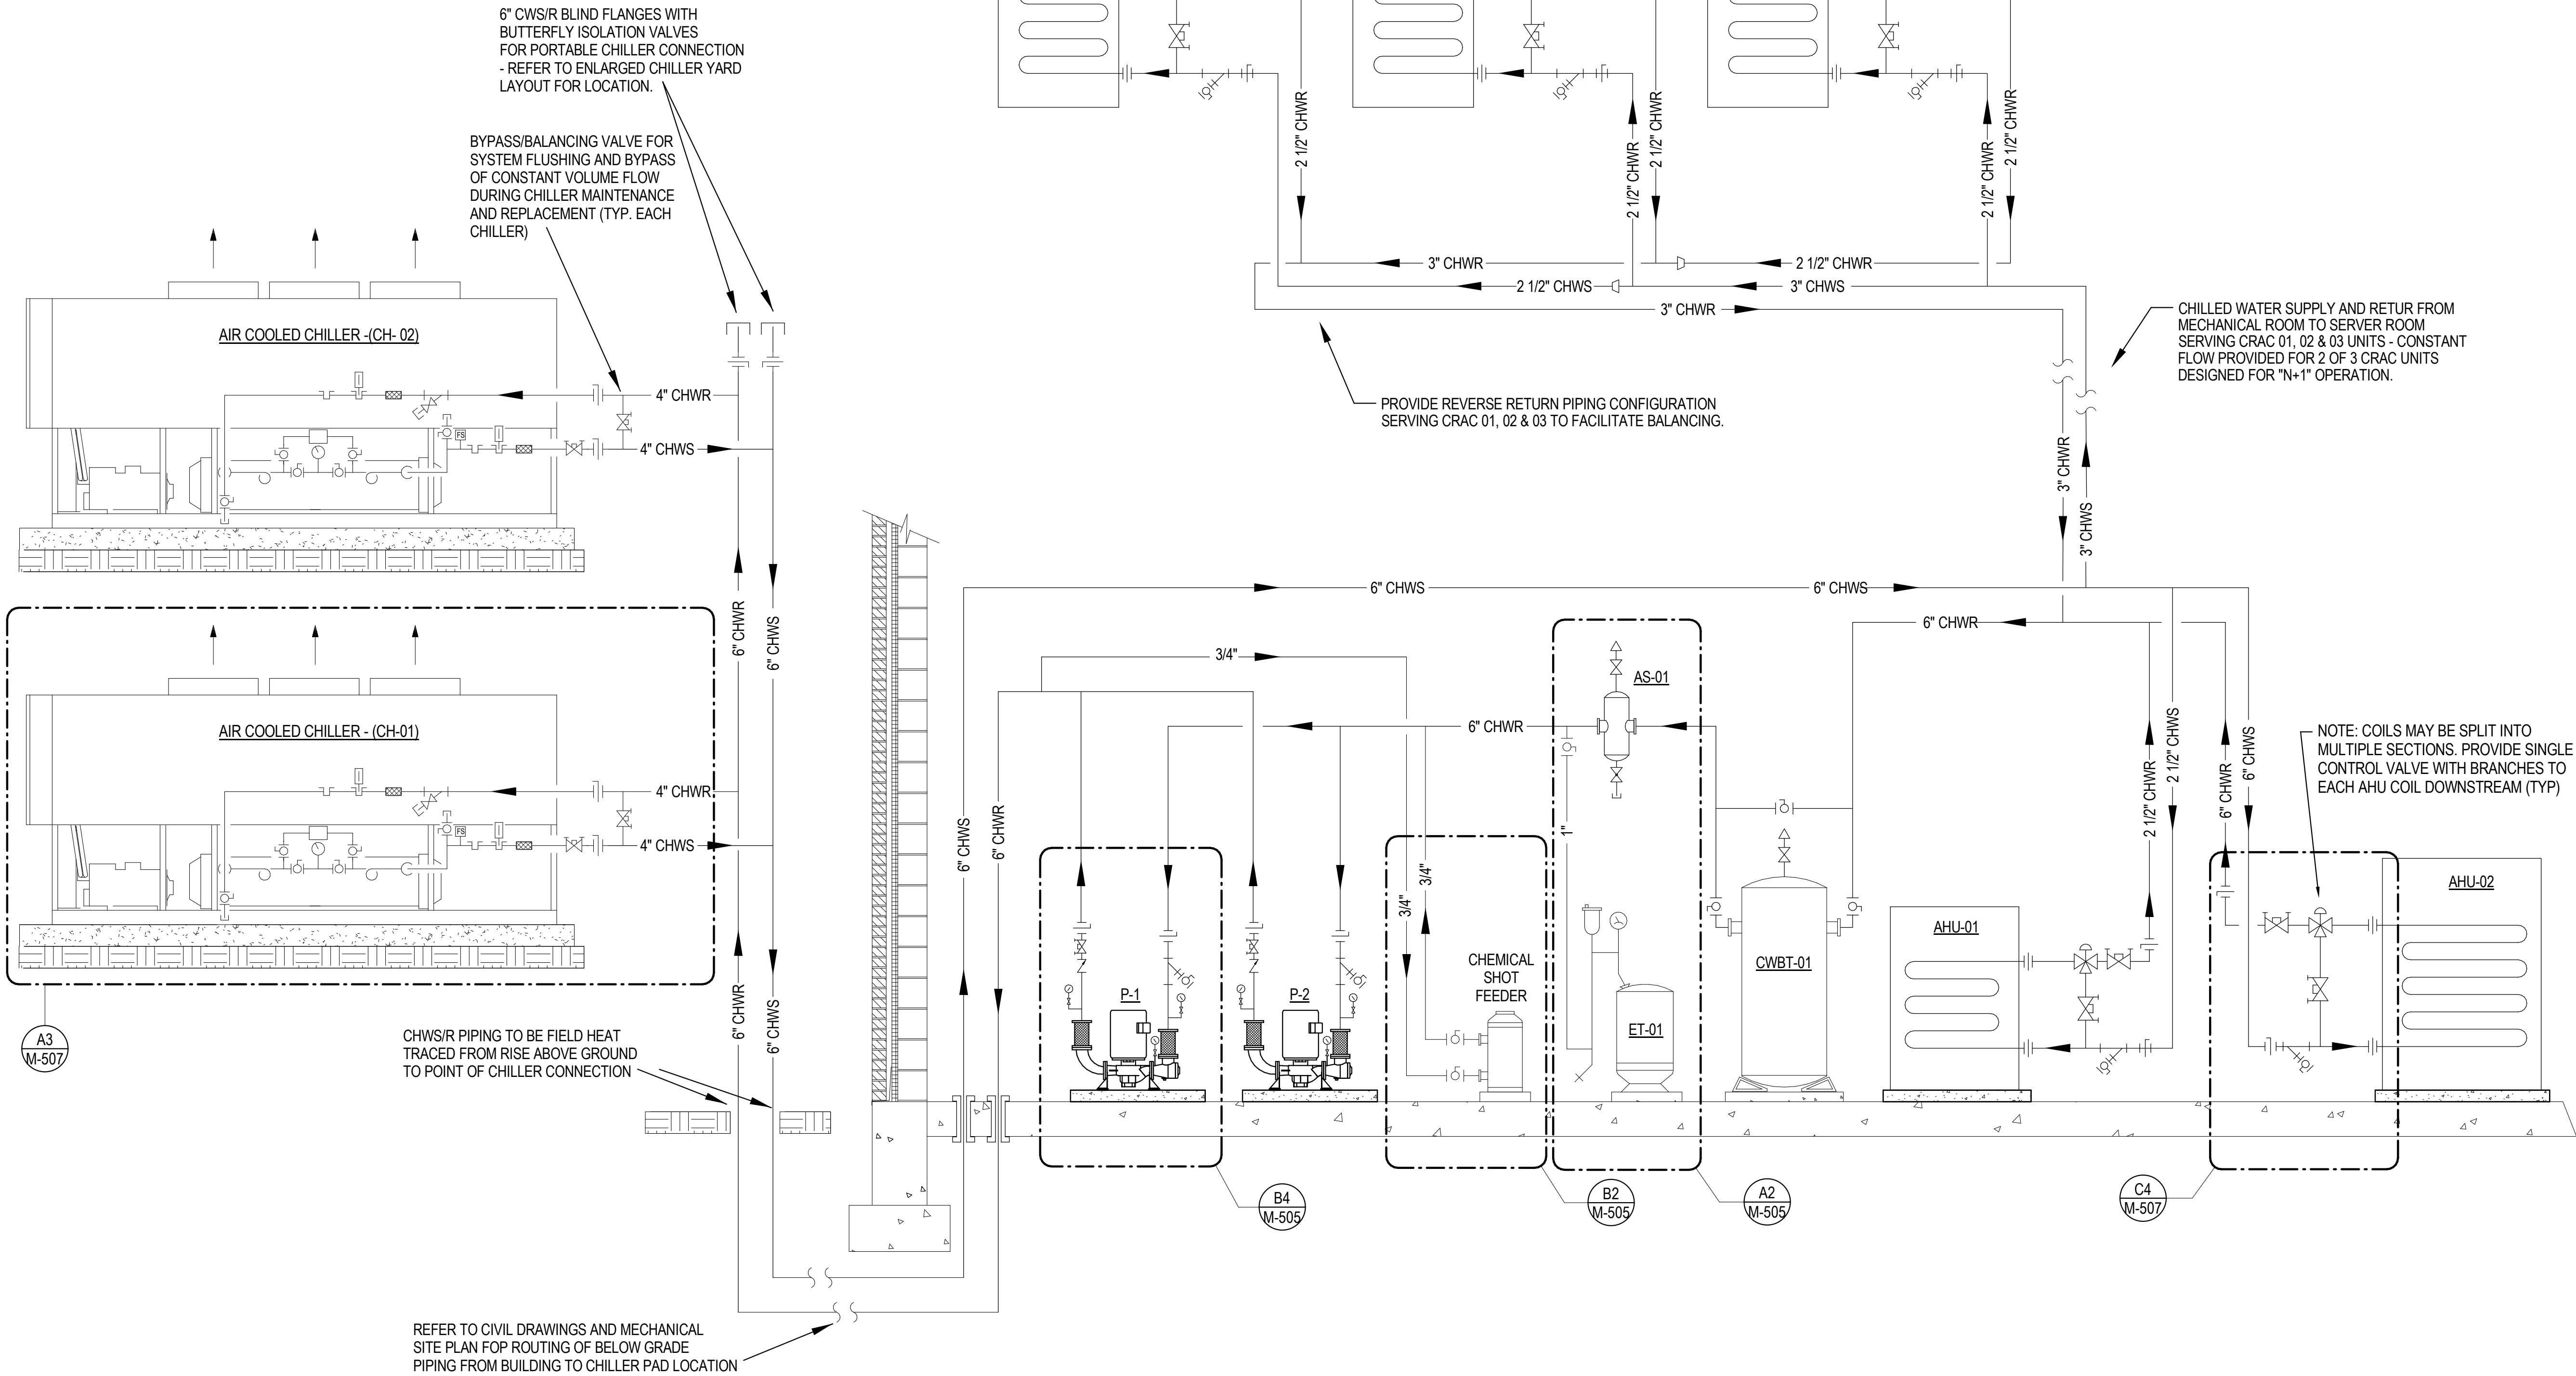 6" CWS/R BLIND FLANGES WITH
BUTTERFLY ISOLATION VALVES
FOR PORTABLE CHILLER CONNECTION
- REFER TO ENLARGED CHILLER YARD
LAYOUT FOR LOCATION.
BYPASS/BALANCING VALVE FOR
SYSTEM FLUSHING AND BYPASS
OF CONSTANT VOLUME FLOW
DURING CHILLER MAINTENANCE
AND REPLACEMENT (TYP. EACH
CHILLER)
2 1/2" CHWR
2 1/2" CHWR
2 1/2" CHWR
2 1/2" CHWR
2 1/2" CHWR
3" CHWR
2 1/2" CHWR
2 1/2" CHWS
3" CHWS
3" CHWR
CHILLED WATER SUPPLY AND RETUR FROM
MECHANICAL ROOM TO SERVER ROOM
SERVING CRAC 01, 02 & 03 UNITS - CONSTANT
FLOW PROVIDED FOR 2 OF 3 CRAC UNITS
DESIGNED FOR "N+1" OPERATION.
PROVIDE REVERSE RETURN PIPING CONFIGURATION
SERVING CRAC 01, 02 & 03 TO FACILITATE BALANCING.
AIR COOLED CHILLER -(CH- 02)
4" CHWR
FS
4" CHWS
3" CHWR
3" CHWS
6" CHWR
6" CHWS
6" CHWS
6" CHWS
6" CHWR
AIR COOLED CHILLER - (CH-01)
4" CHWR
FS
4" CHWS
3/4"
AS-01
6" CHWR
6" CHWS
6" CHWR
1"
3/4"
3/4"
2 1/2" CHWR
2 1/2" CHWS
6" CHWR
6" CHWS
NOTE: COILS MAY BE SPLIT INTO
MULTIPLE SECTIONS. PROVIDE SINGLE
CONTROL VALVE WITH BRANCHES TO
EACH AHU COIL DOWNSTREAM (TYP)
AHU-02
AHU-01
CWBT-01
CHEMICAL
SHOT
FEEDER
P-1
P-2
ET-01
6" CHWR
6" CHWS
A3
M-507
CHWS/R PIPING TO BE FIELD HEAT
TRACED FROM RISE ABOVE GROUND
TO POINT OF CHILLER CONNECTION
B4
M-505
B2
M-505
A2
M-505
C4
M-507
REFER TO CIVIL DRAWINGS AND MECHANICAL
SITE PLAN FOP ROUTING OF BELOW GRADE
PIPING FROM BUILDING TO CHILLER PAD LOCATION